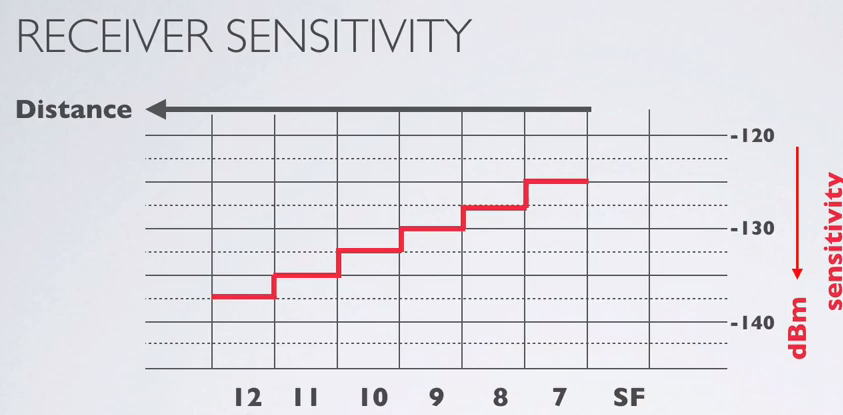 RECEIVER SENSITIVITY
Distance
-120
-130
-140
dBm sensitivity
12 11 10 9 8 7 SF